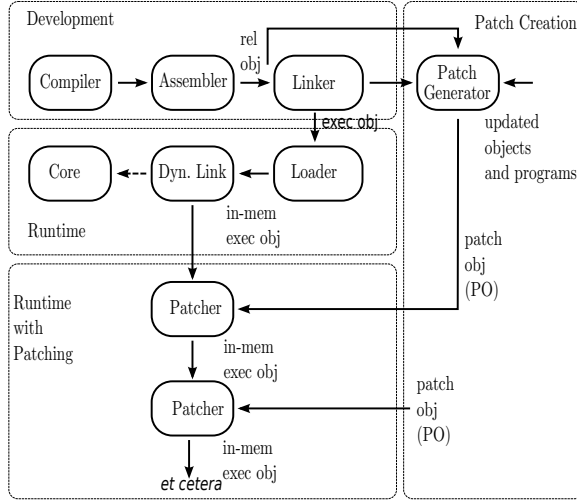 Development
Patch Creation
rel
obj
Compiler
Assembler
Linker
Patch
Generator
exec obj
updated
objects
and programs
Core
Dyn. Link
Loader
in-mem
exec obj
Runtime
patch
obj
(PO)
Runtime
with
Patching
Patcher
in-mem
exec obj
Patcher
patch
obj
(PO)
in-mem
exec obj
et cetera